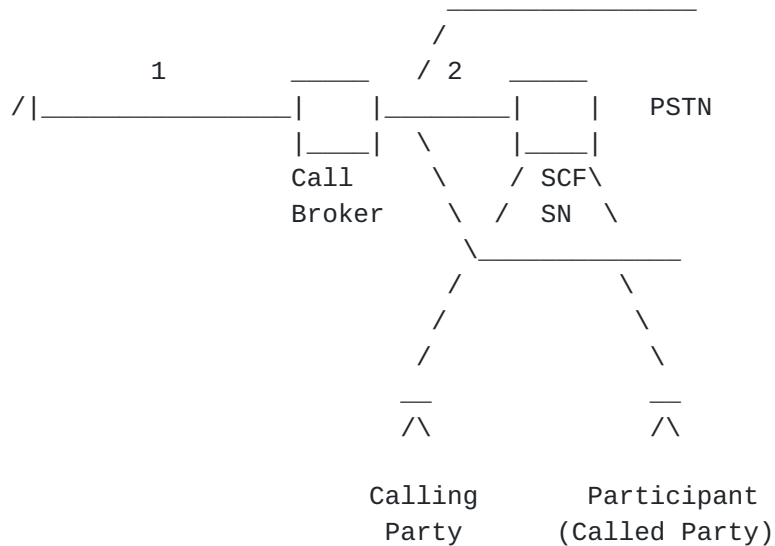 1 2
PSTN
Call SCF
Broker SN
Calling Participant
Party (Called Party)